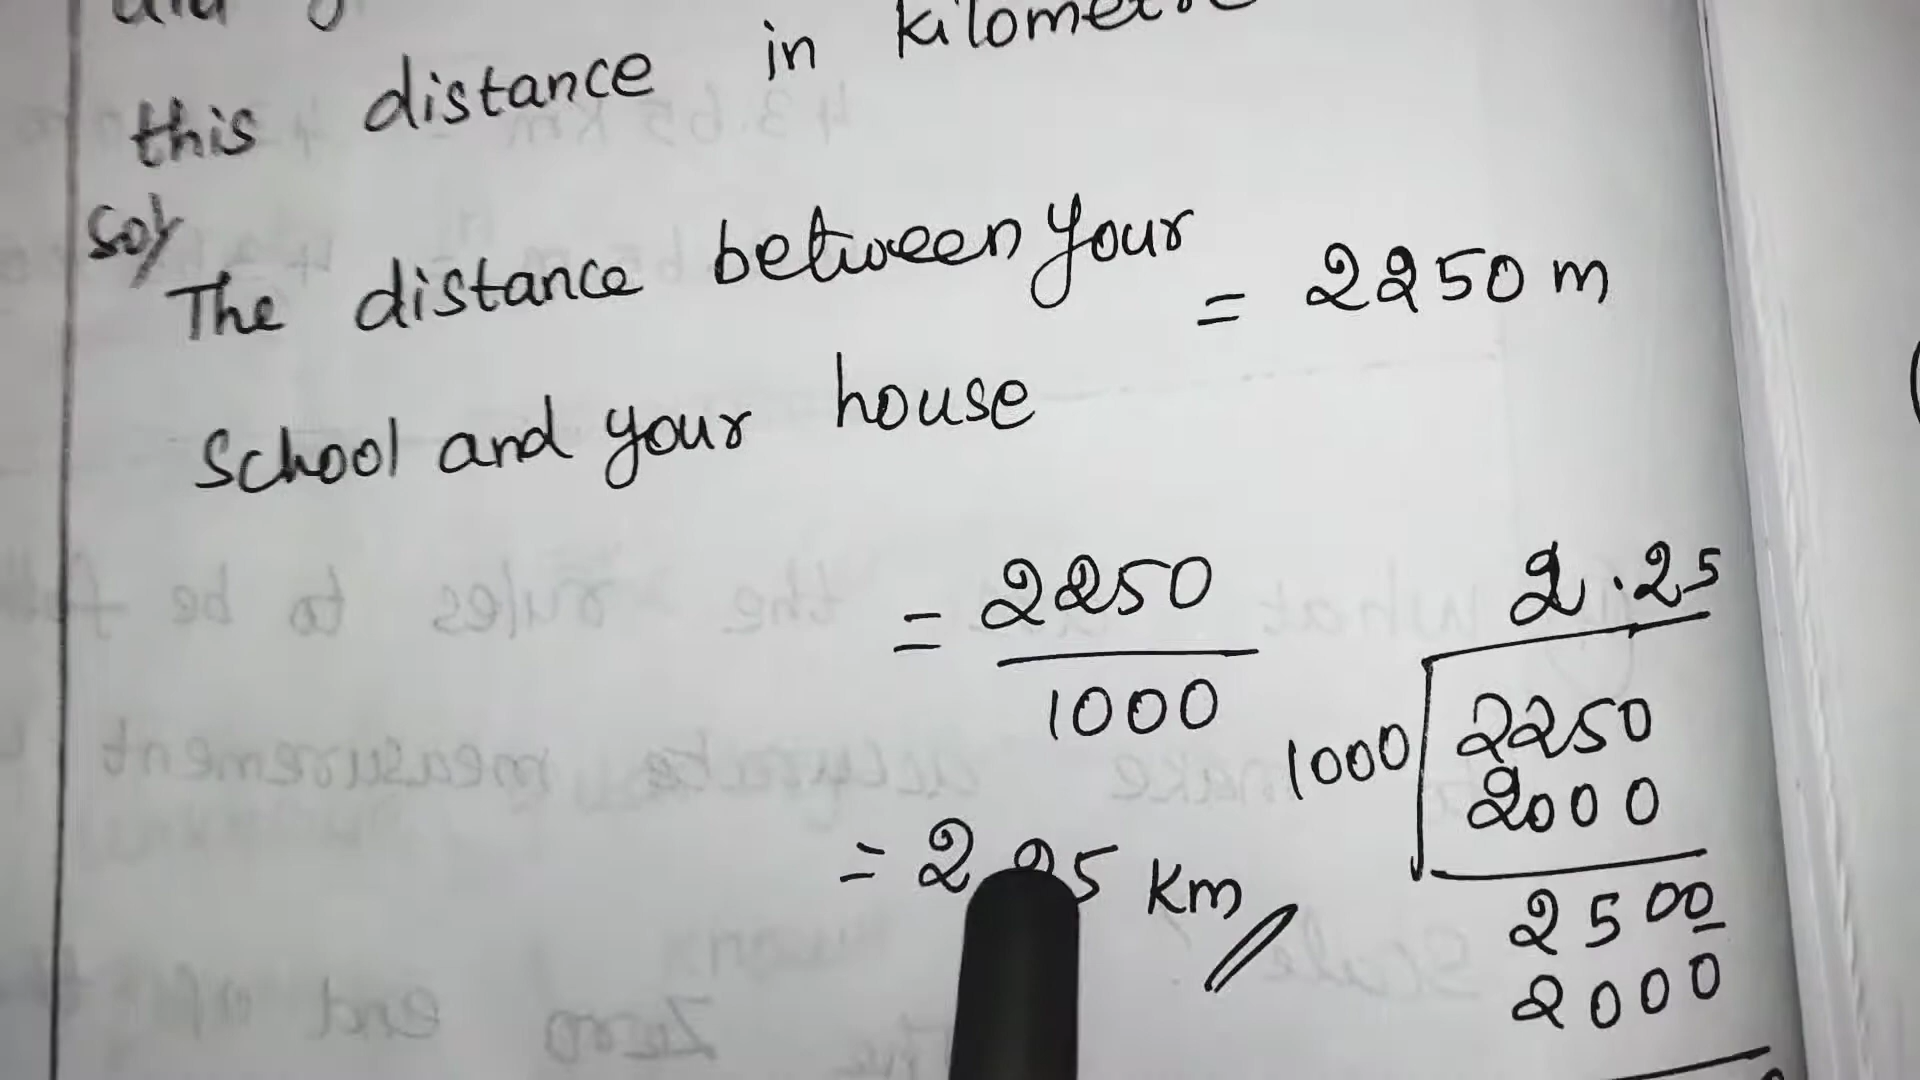 this distance in
Sol
The distance between your = 2250 m
School and your house
= 2250
1000
= 2.25 Km
2.25
1000 2250
2000
2500
2000